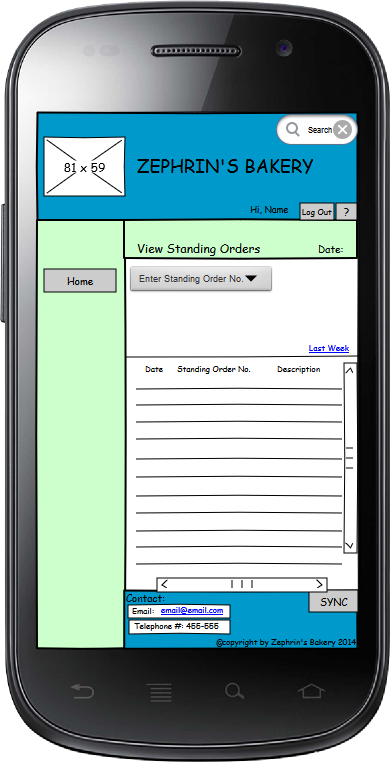 Search
81 x 59
ZEPHRIN'S BAKERY
Hi, Name
Log Out
?
View Standing Orders
Date:
Home
Enter Standing Order No.
Last Week
Date Standing Order No. Description
Contact:
Email: email@email.com
SYNC
Telephone #: 455-555
©copyright by Zephrin's Bakery 2014